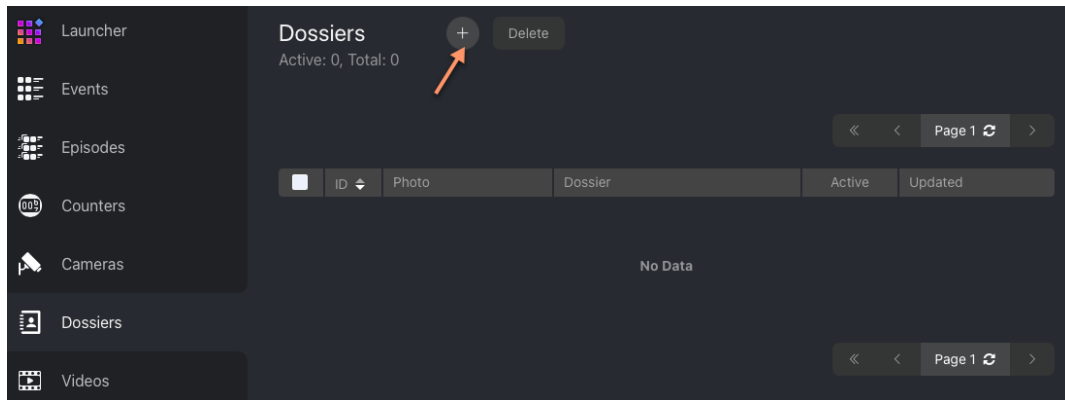 Launcher
Events
Episodes
Counters
Cameras
Dossiers
Videos
Dossiers + Delete
Active: 0, Total: 0
« < Page 1 >
ID Photo Dossier Active Updated
No Data
« < Page 1 >